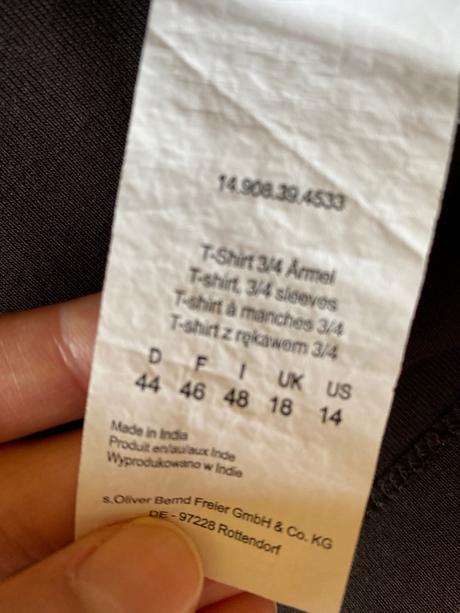 14.908.39.4533
T-Shirt 3/4 Ärmel
T-shirt, 3/4 sleeves
T-shirt à manches 3/4
T-shirt z rękawem 3/4
D F I UK US
44 46 48 18 14
Made in India
Produit en/au/aux Inde
Wyprodukowano w Indie
s.Oliver Bernd Freier GmbH & Co. KG
DE - 97228 Rottendorf